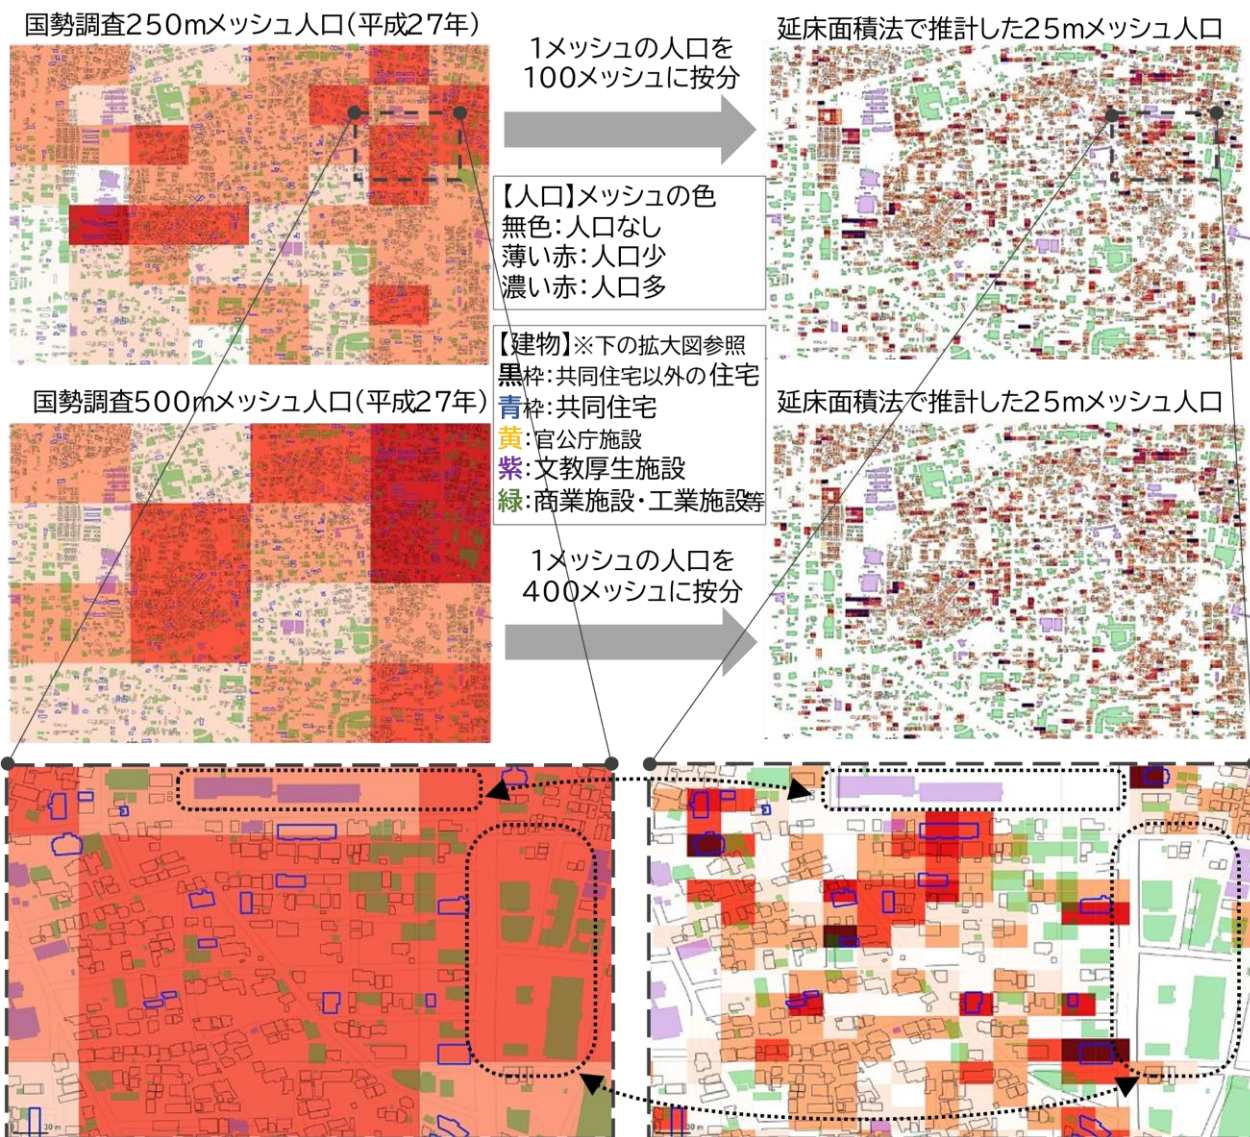 国勢調査250mメッシュ人口(平成27年)
1メッシュの人口を
100メッシュに按分
延床面積法で推計した25mメッシュ人口
【人口】メッシュの色
無色:人口なし
薄い赤:人口少
濃い赤:人口多
【建物】※下の拡大図参照
黒枠:共同住宅以外の住宅
青枠:共同住宅
黄:官公庁施設
紫:文教厚生施設
緑:商業施設・工業施設等
国勢調査500mメッシュ人口(平成27年)
1メッシュの人口を
400メッシュに按分
延床面積法で推計した25mメッシュ人口
30 m
30 m